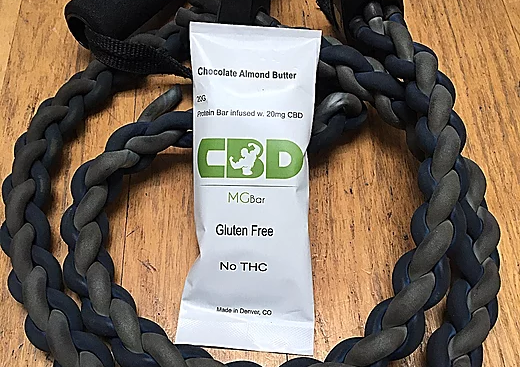 Chocolate Almond Butter
20G
Protein Bar infused w. 20mg CBD
CBD
MGBar
Gluten Free
No THC
Made in Denver, CO